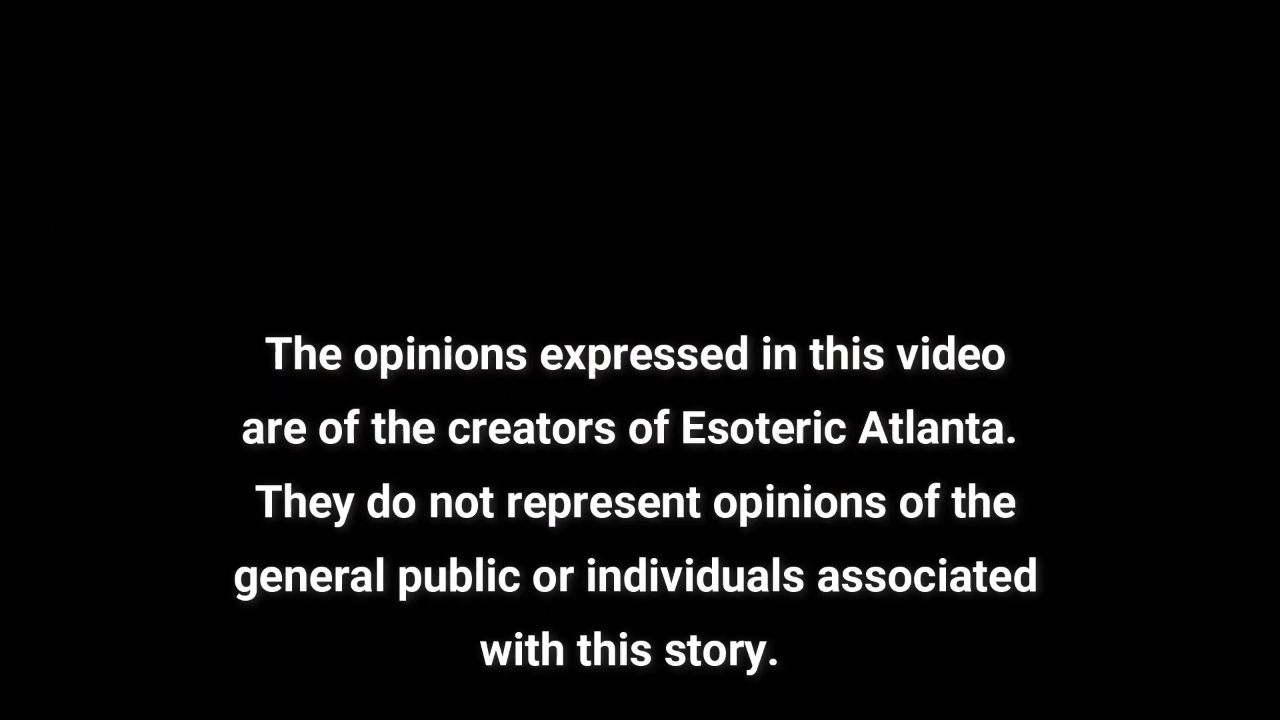 The opinions expressed in this video
are of the creators of Esoteric Atlanta.
They do not represent opinions of the
general public or individuals associated
with this story.